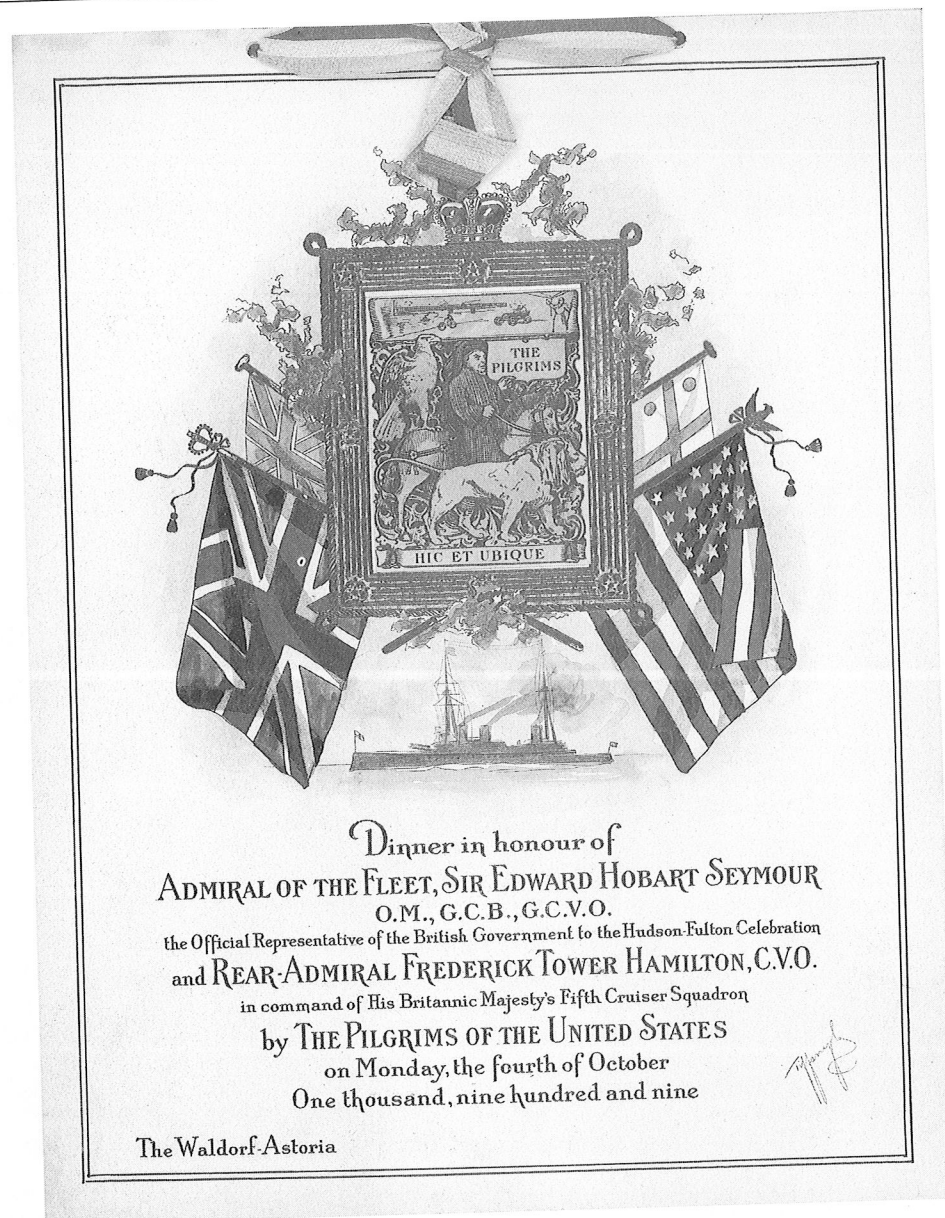 THE
PILGRIMS
HIC ET UBIQUE
Dinner in honour of
ADMIRAL OF THE FLEET, SIR EDWARD HOBART SEYMOUR
O.M., G.C.B., G.C.V.O.
the Official Representative of the British Government to the Hudson-Fulton Celebration
and REAR-ADMIRAL FREDERICK TOWER HAMILTON, C.V.O.
in command of His Britannic Majesty's Fifth Cruiser Squadron
by THE PILGRIMS OF THE UNITED STATES
on Monday, the fourth of October
One thousand, nine hundred and nine
The Waldorf-Astoria